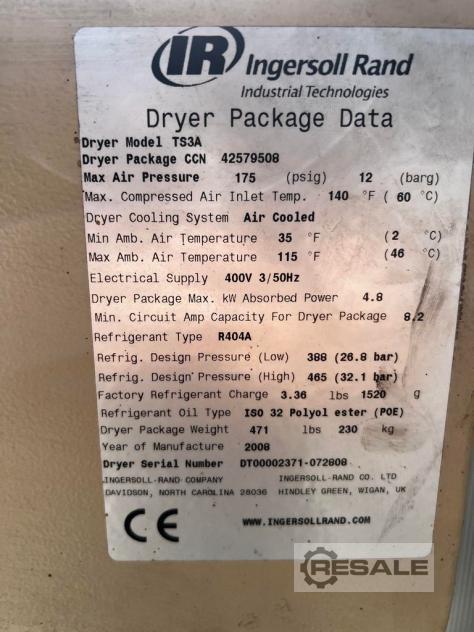 IR Ingersoll Rand
Industrial Technologies
Dryer Package Data
Dryer Model TS3A
Dryer Package CCN 42579508
Max Air Pressure 175 (psig) 12 (barg)
Max. Compressed Air Inlet Temp. 140 °F ( 60 °C)
Dryer Cooling System Air Cooled
Min Amb. Air Temperature 35 °F (2 °C)
Max Amb. Air Temperature 115 °F (46 °C)
Electrical Supply 400V 3/50Hz
Dryer Package Max. kW Absorbed Power 4.8
Min. Circuit Amp Capacity For Dryer Package 8.2
Refrigerant Type R404A
Refrig. Design Pressure (Low) 388 (26.8 bar)
Refrig. Design Pressure (High) 465 (32.1 bar)
Factory Refrigerant Charge 3.36 lbs 1520 g
Refrigerant Oil Type ISO 32 Polyol ester (POE)
Dryer Package Weight 471 lbs 230 kg
Year of Manufacture 2008
Dryer Serial Number DT00002371-072808
INGERSOLL-RAND COMPANY INGERSOLL-RAND CO. LTD
DAVIDSON, NORTH CAROLINA 28036 HINDLEY GREEN, WIGAN, UK
CE WWW.INGERSOLLRAND.COM
RESALE